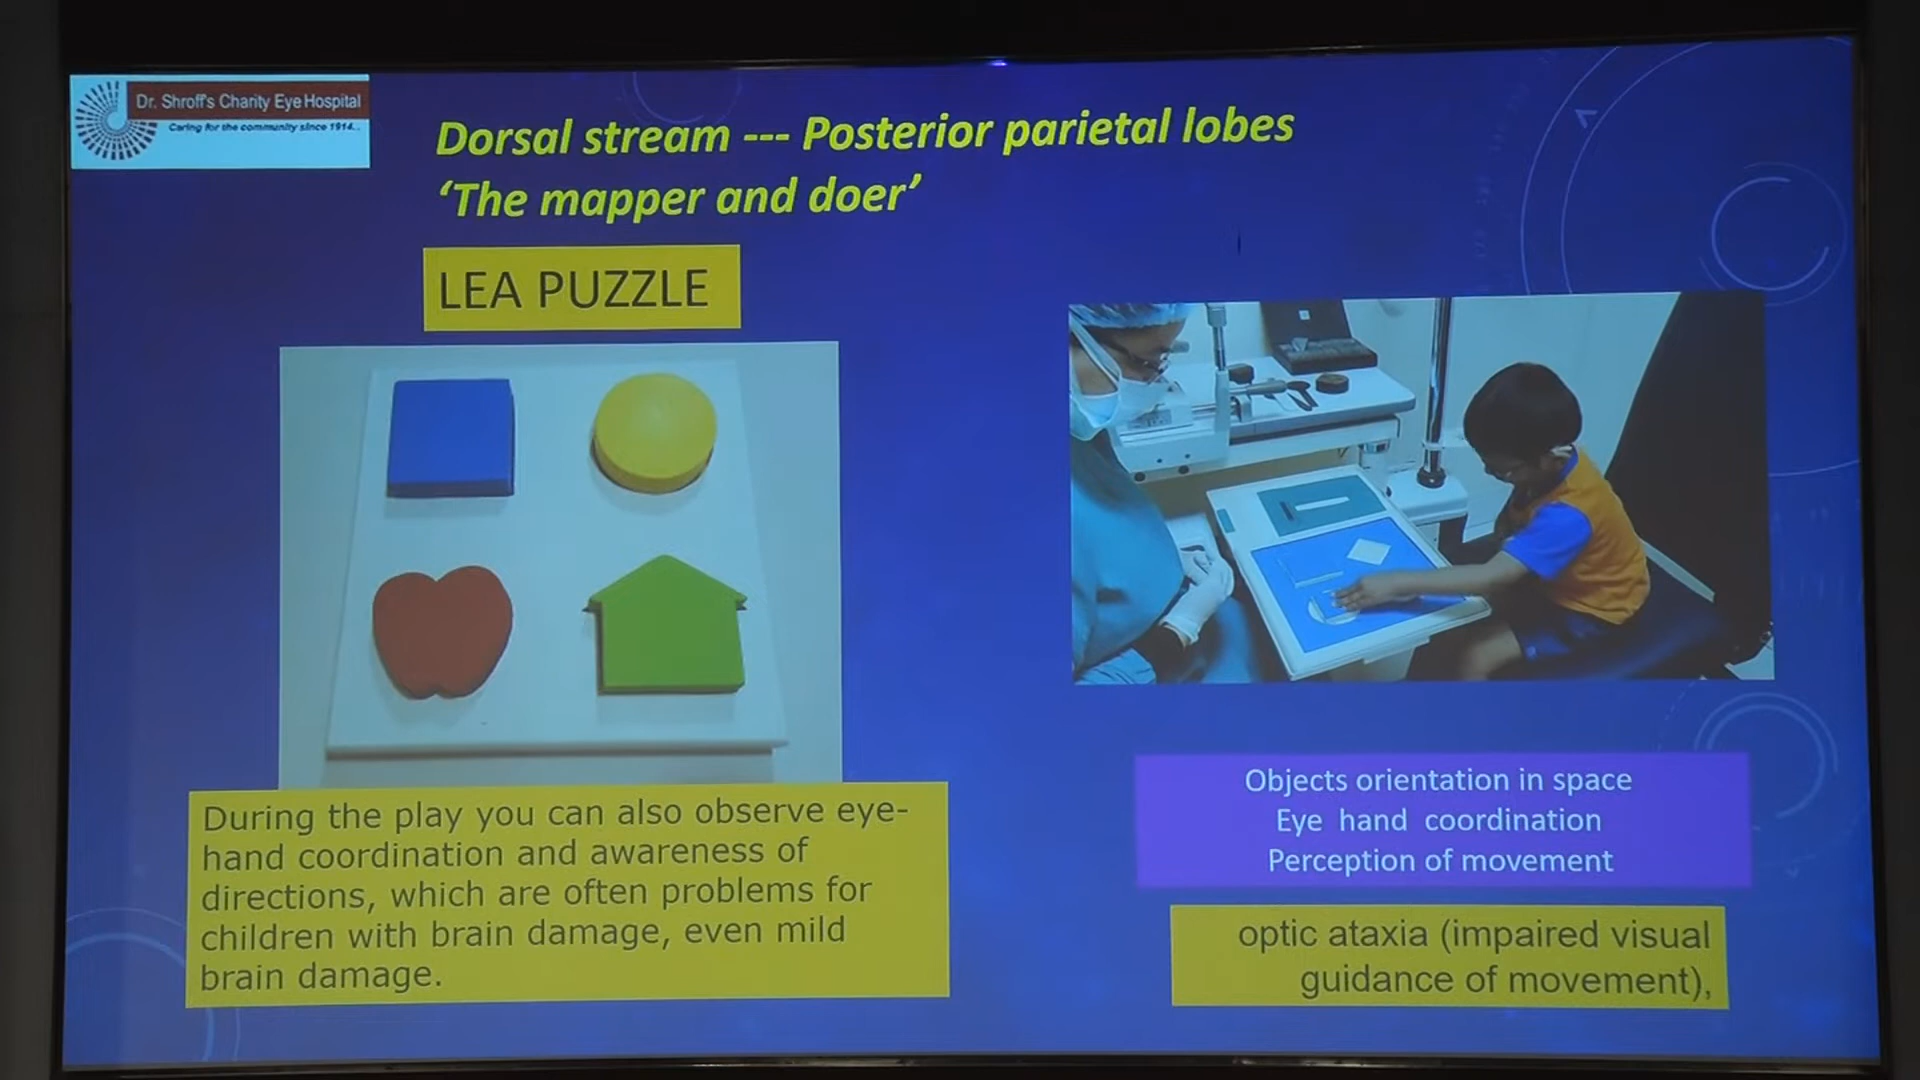 Dr. Shroff's Charity Eye Hospital
Caring for the community since 1914..
Dorsal stream --- Posterior parietal lobes
‘The mapper and doer’
LEA PUZZLE
During the play you can also observe eye-
hand coordination and awareness of
directions, which are often problems for
children with brain damage, even mild
brain damage.
Objects orientation in space
Eye hand coordination
Perception of movement
optic ataxia (impaired visual
guidance of movement),